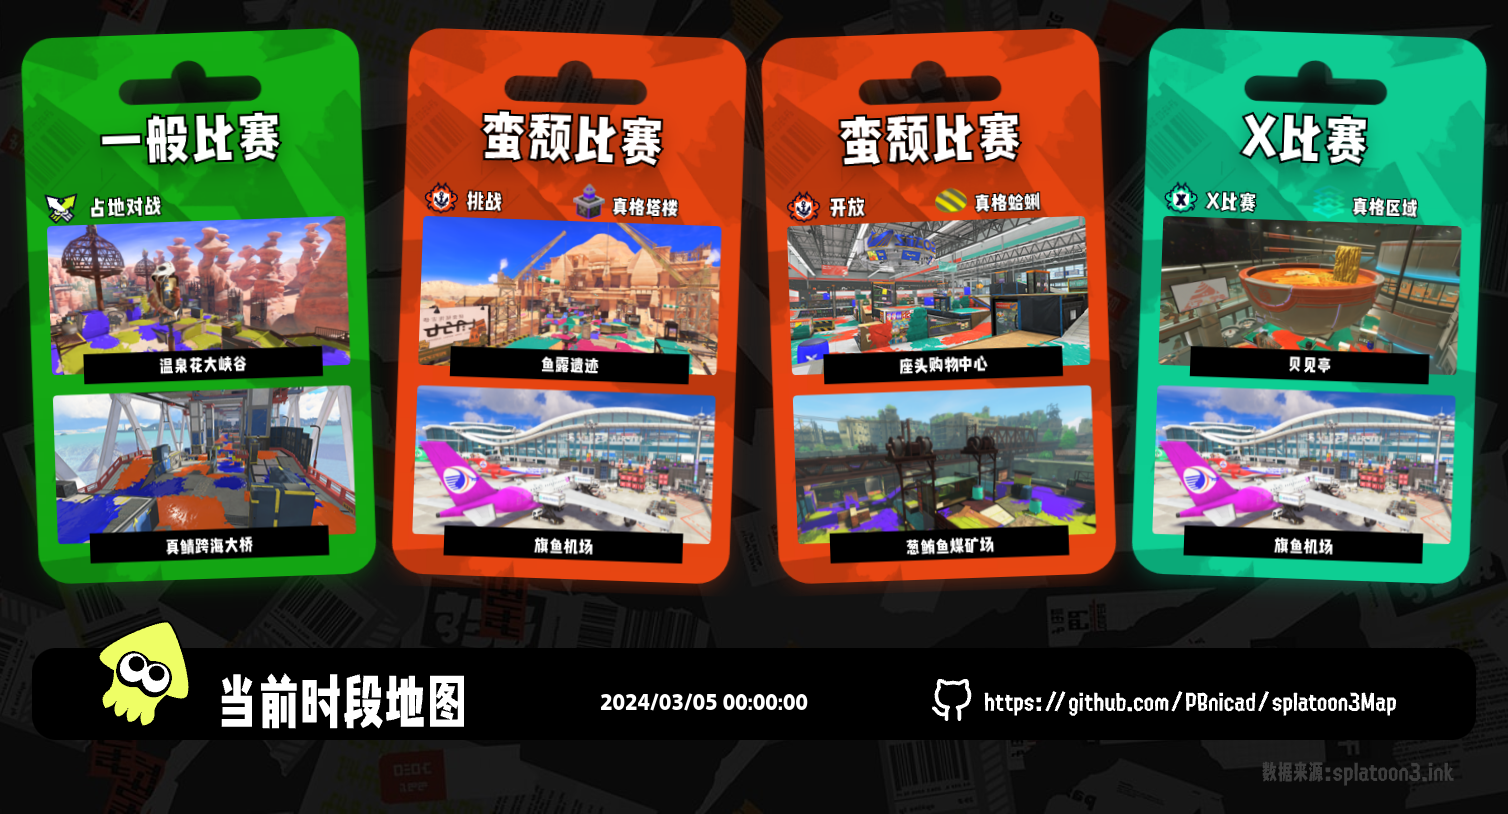 一般比赛
占地对战
温泉花大峡谷
真鲭跨海大桥
蛮颓比赛
挑战
真格塔楼
鱼露遗迹
旗鱼机场
蛮颓比赛
开放
真格蛤蜊
座头购物中心
葱鲔鱼煤矿场
X比赛
X比赛
真格区域
贝见亭
旗鱼机场
当前时段地图
2024/03/05 00:00:00
https://github.com/PBnicad/splatoon3Map
数据来源:splatoon3.ink